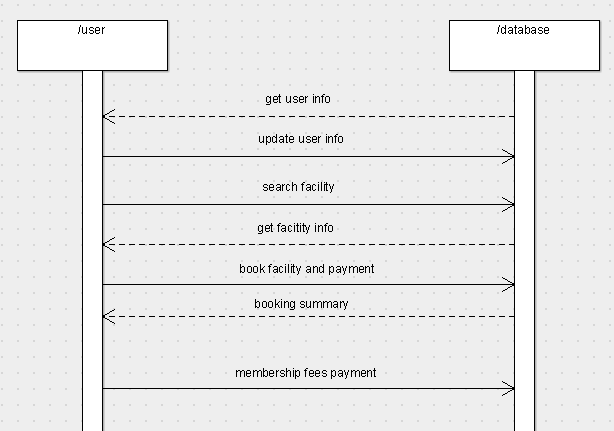 /user
/database
get user info
update user info
search facility
get facitity info
book facility and payment
booking summary
membership fees payment